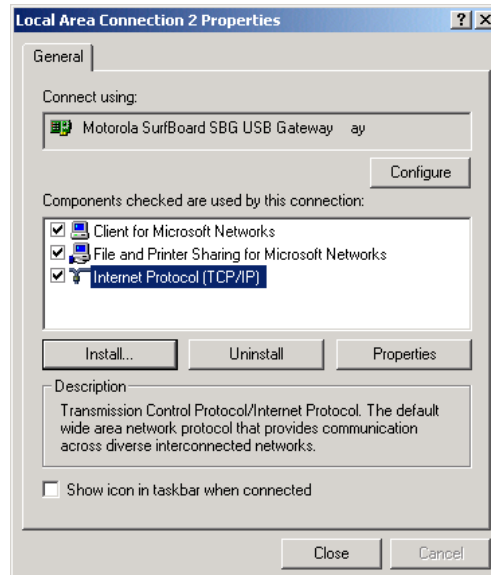 Local Area Connection 2 Properties
General
Connect using:
Motorola SurfBoard SBG USB Gateway ay
Configure
Components checked are used by this connection:
Client for Microsoft Networks
File and Printer Sharing for Microsoft Networks
Internet Protocol (TCP/IP)
Install... Uninstall Properties
Description
Transmission Control Protocol/Internet Protocol. The default
wide area network protocol that provides communication
across diverse interconnected networks.
Show icon in taskbar when connected
Close Cancel